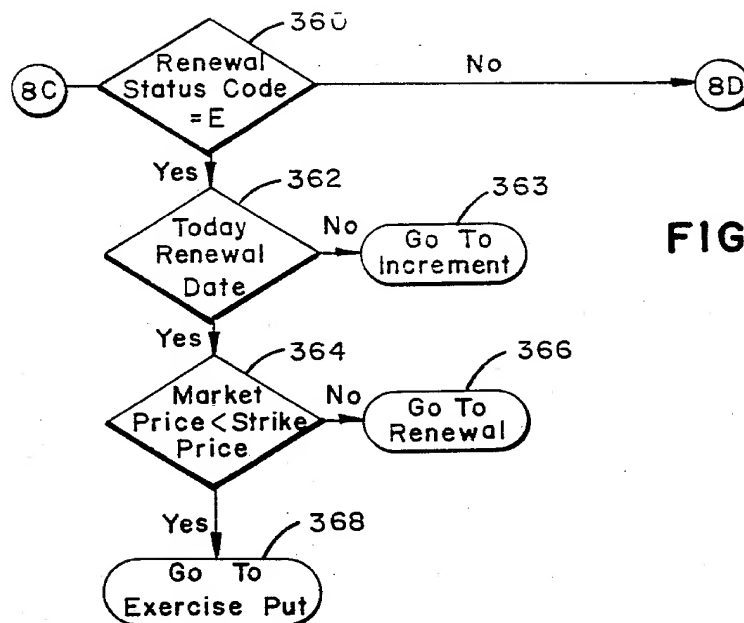 360
8C
Renewal
Status Code
=E
No
8D
Yes
362
363
Today
Renewal
Date
No
Go To
Increment
FIG
Yes
364
366
Market
Price<Strike
Price
No
Go To
Renewal
Yes
368
Go To
Exercise Put